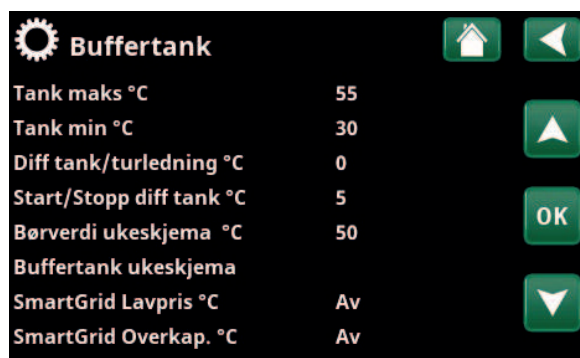 Buffertank
Tank maks °C 55
Tank min °C 30
Diff tank/turledning °C 0
Start/Stopp diff tank °C 5
Børverdi ukeskjema °C 50
Buffertank ukeskjema
SmartGrid Lavpris °C Av
SmartGrid Overkap. °C Av
OK